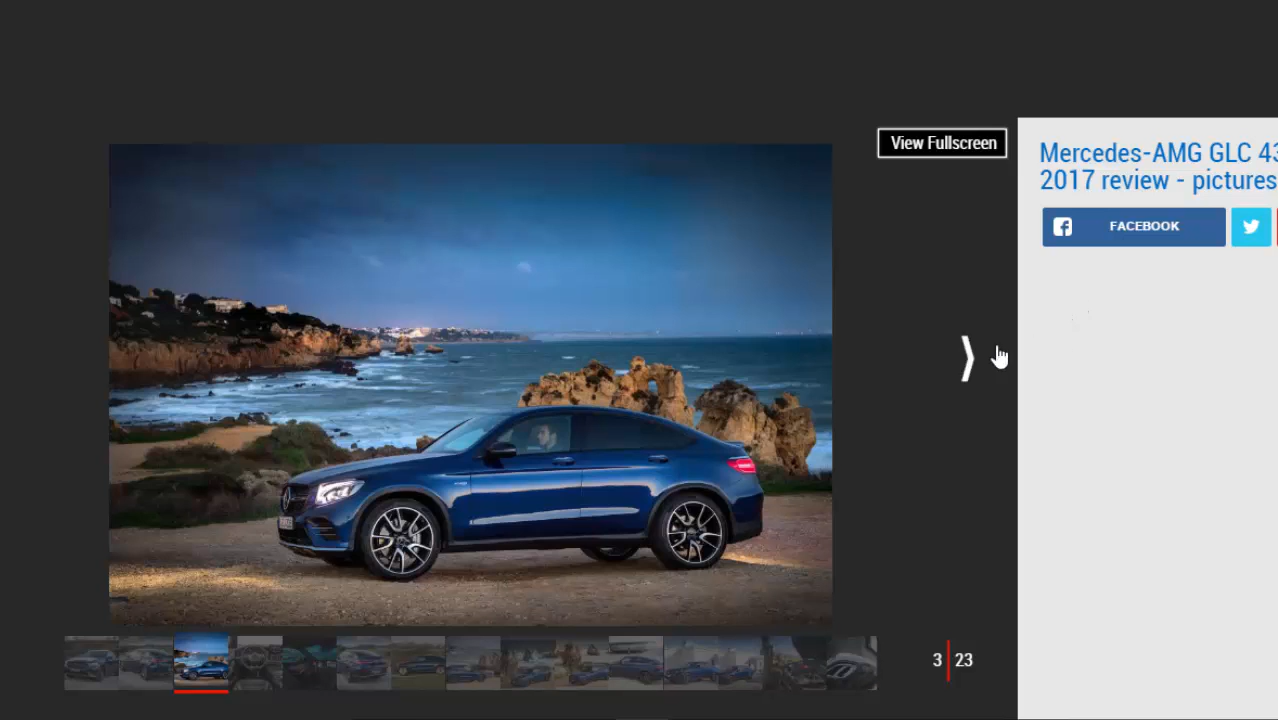 View Fullscreen
Mercedes-AMG GLC 43
2017 review - pictures
FACEBOOK
3 23